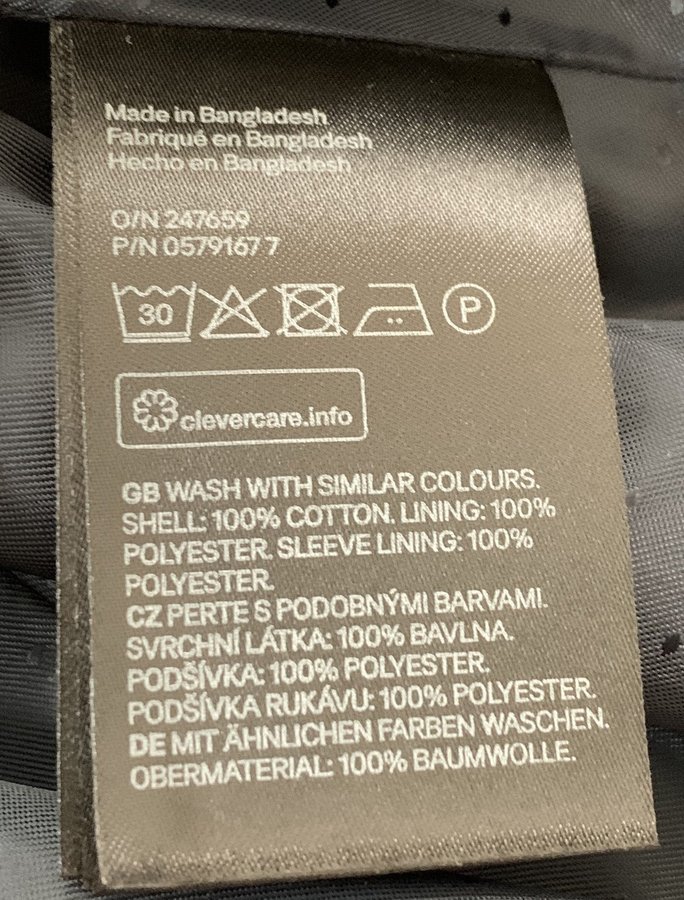 Made in Bangladesh
Fabriqué en Bangladesh
Hecho en Bangladesh
O/N 247659
P/N 0579167 7
30 P
clevercare.info
GB WASH WITH SIMILAR COLOURS.
SHELL: 100% COTTON. LINING: 100%
POLYESTER. SLEEVE LINING: 100%
POLYESTER.
CZ PERTE S PODOBNÝMI BARVAMI.
SVRCHNÍ LÁTKA: 100% BAVLNA.
PODŠÍVKA: 100% POLYESTER.
PODŠÍVKA RUKÁVU: 100% POLYESTER.
DE MIT ÄHNLICHEN FARBEN WASCHEN.
OBERMATERIAL: 100% BAUMWOLLE.